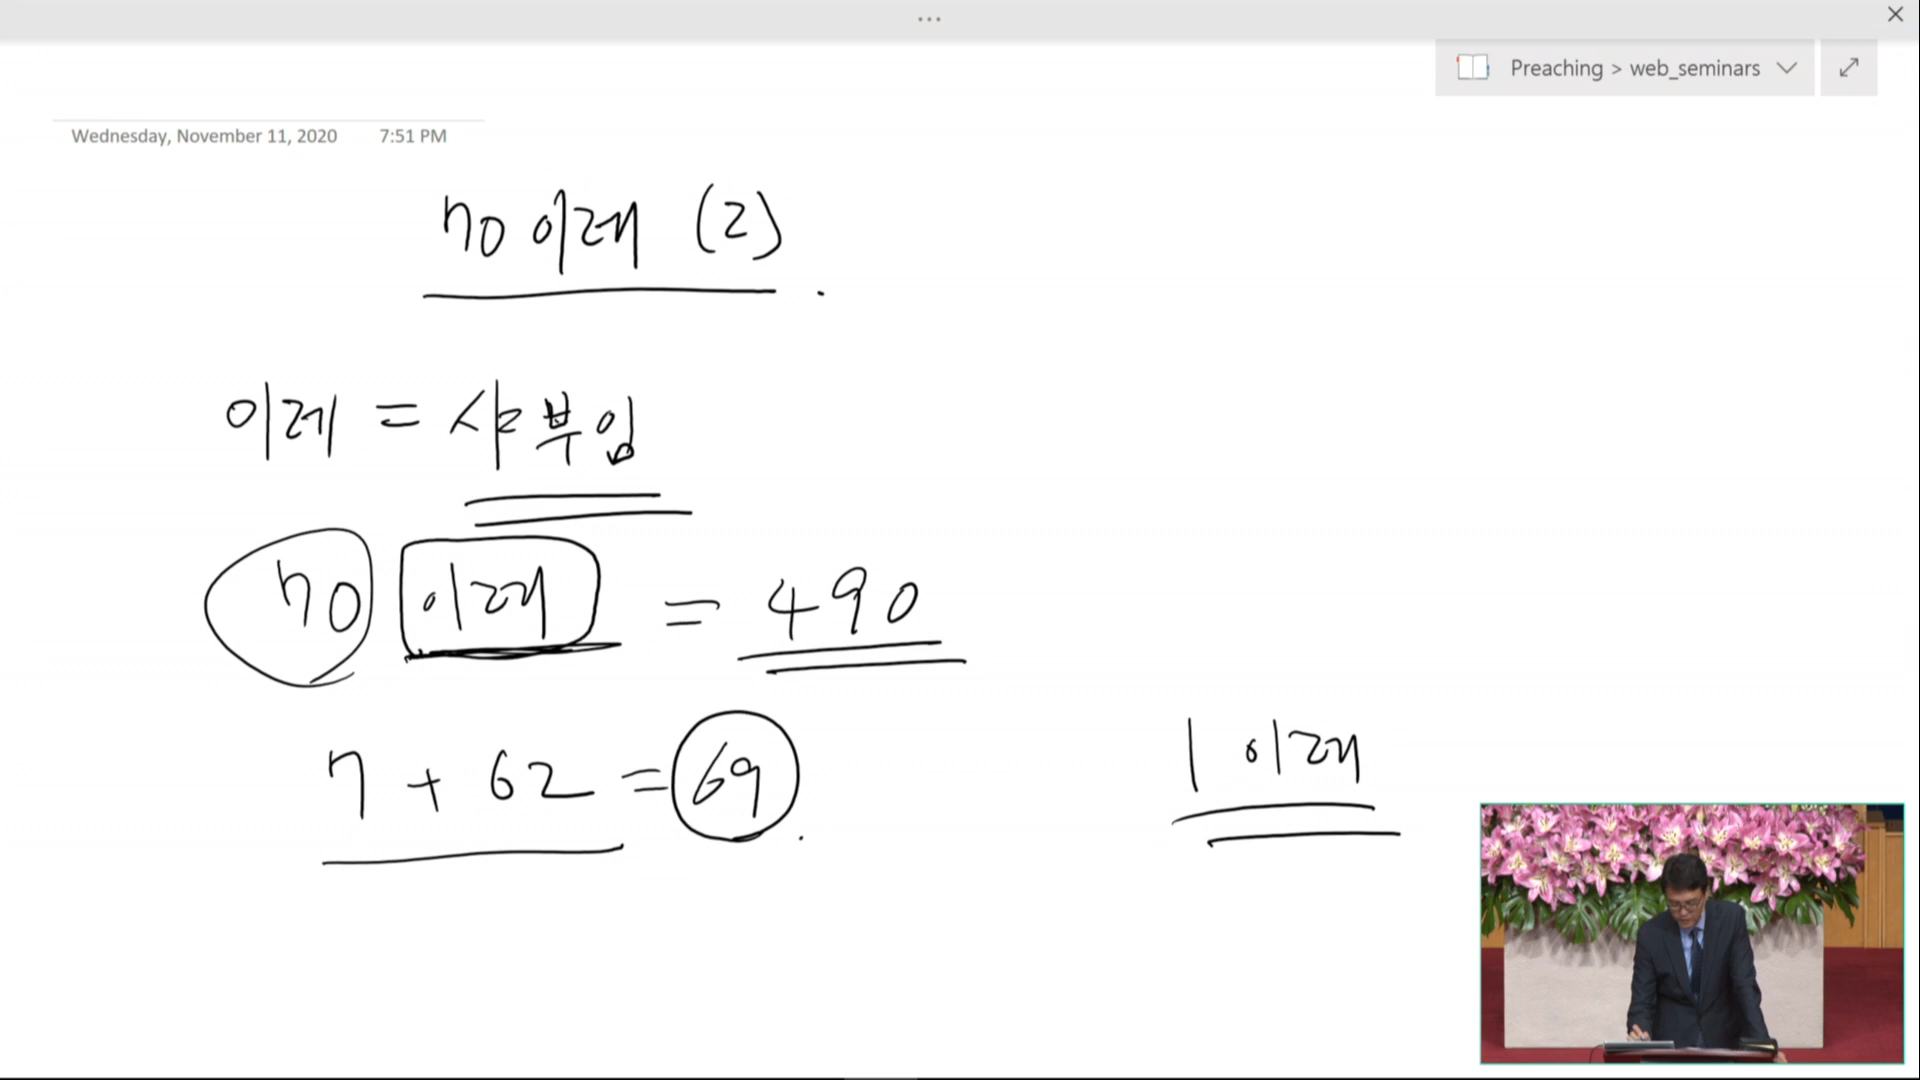 Preaching > web_seminars
Wednesday, November 11, 2020 7:51 PM
70 이레 (2)
이레 = 샤부임
70 이레 = 490
7 + 62 = 69
1 이레